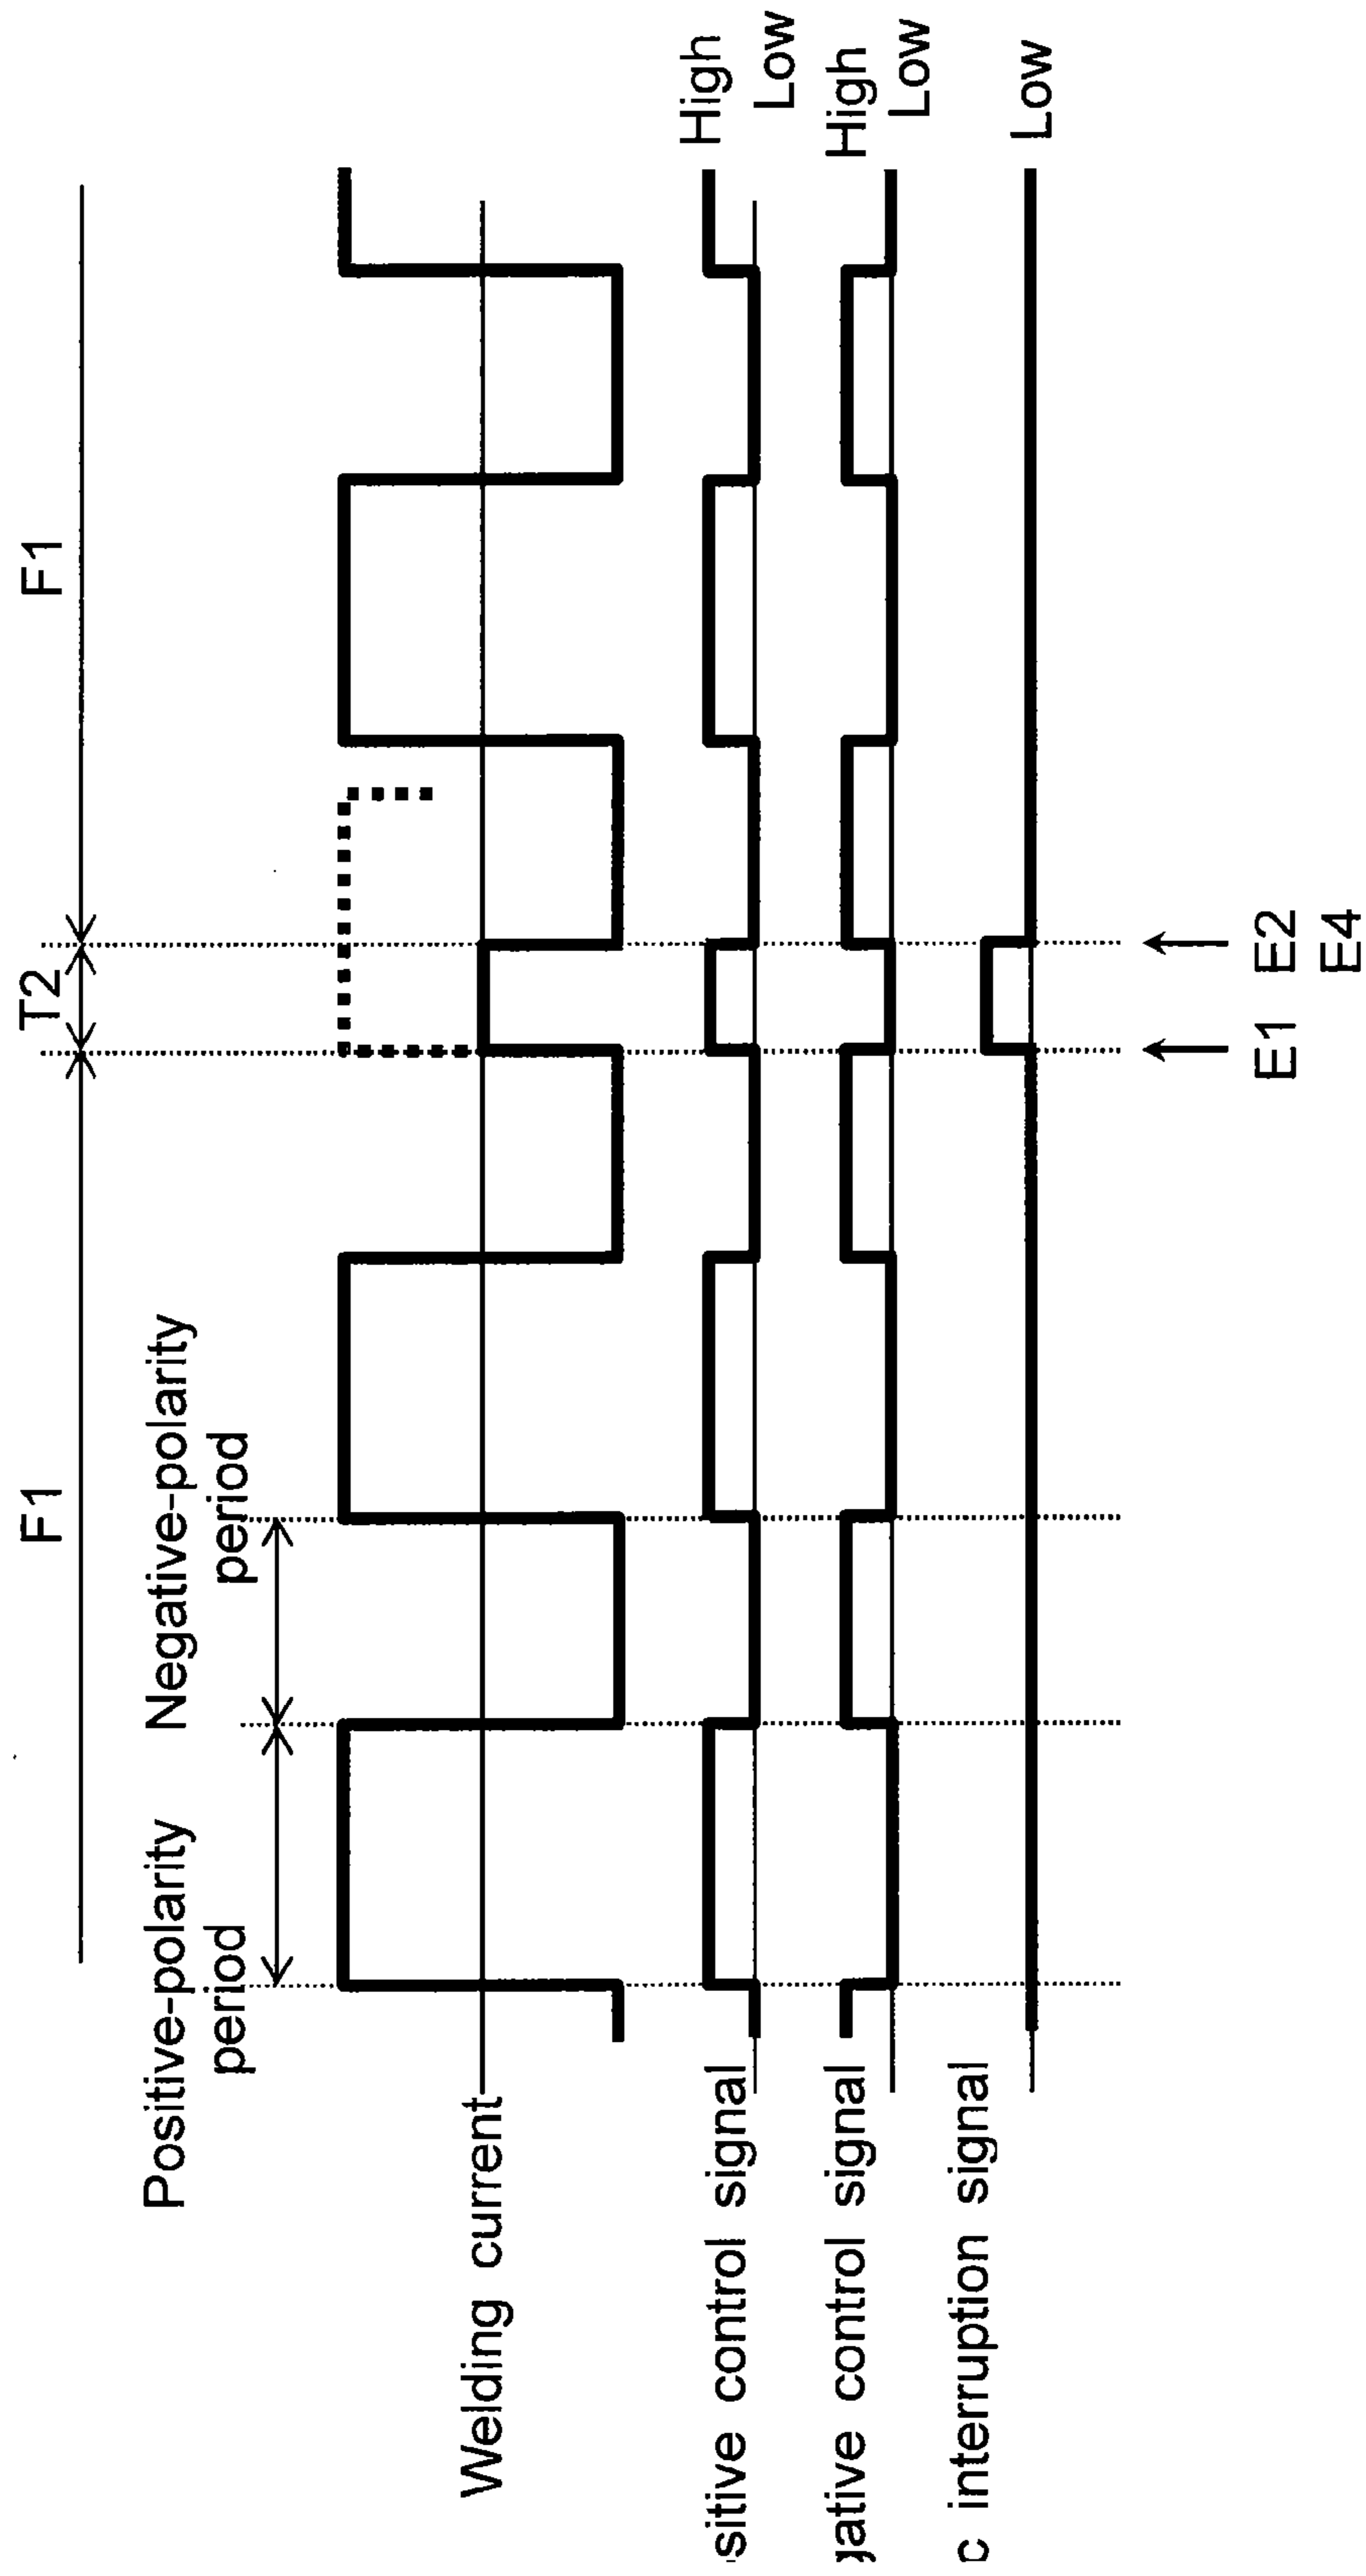 F1
T2
F1
Positive-polarity
period
Negative-polarity
period
Welding current
sitive control signal
High
Low
ative control signal
High
Low
c interruption signal
Low
E1
E2
E4